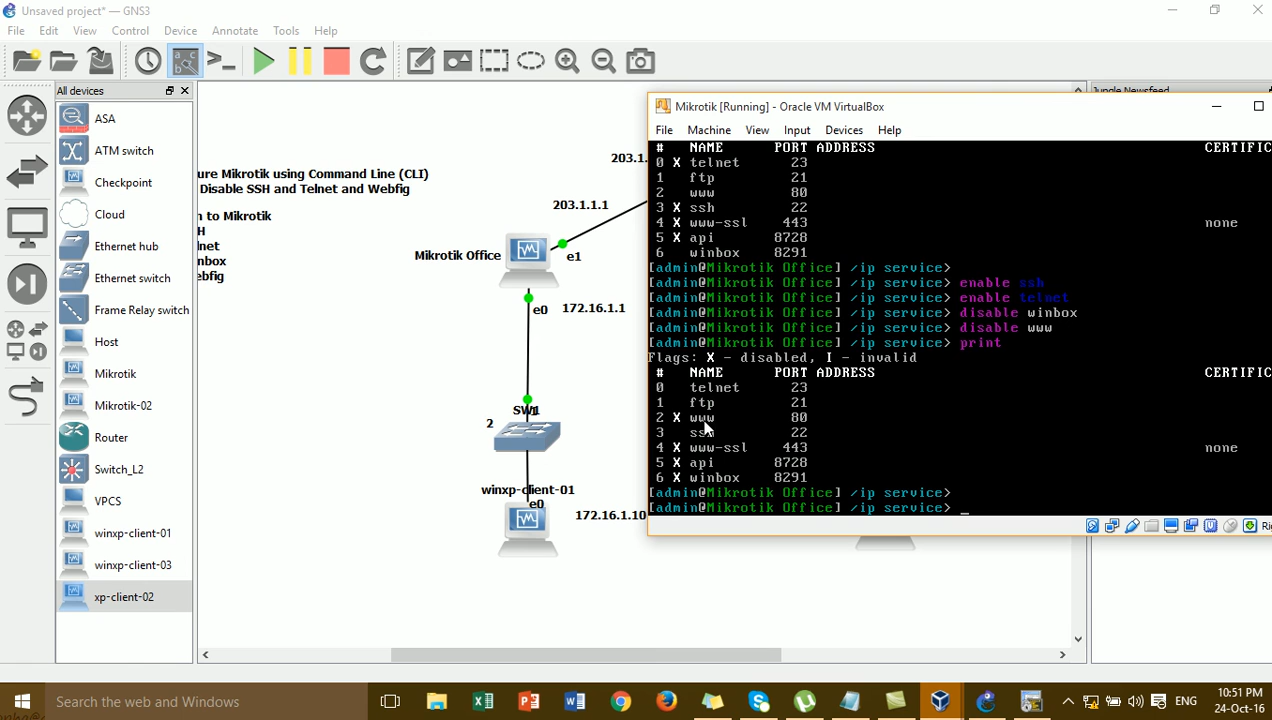 Unsaved project* — GNS3
File Edit View Control Device Annotate Tools Help
All devices
ASA
ATM switch
Checkpoint
Cloud
Ethernet hub
Ethernet switch
Frame Relay switch
Host
Mikrotik
Mikrotik-02
Router
Switch_L2
VPCS
winxp-client-01
winxp-client-03
xp-client-02
ure Mikrotik using Command Line (CLI)
Disable SSH and Telnet and Webfig
n to Mikrotik
H
lnet
nbox
ebfig
203.1.
203.1.1.1
Mikrotik Office
e1
e0
172.16.1.1
SW1
1
2
winxp-client-01
e0
172.16.1.10
Jungle Newsfeed
Mikrotik [Running] - Oracle VM VirtualBox
File Machine View Input Devices Help
# NAME PORT ADDRESS CERTIFIC
0 X telnet 23
1 ftp 21
2 www 80
3 X ssh 22
4 X www-ssl 443 none
5 X api 8728
6 winbox 8291
[admin@Mikrotik Office] /ip service>
[admin@Mikrotik Office] /ip service> enable ssh
[admin@Mikrotik Office] /ip service> enable telnet
[admin@Mikrotik Office] /ip service> disable winbox
[admin@Mikrotik Office] /ip service> disable www
[admin@Mikrotik Office] /ip service> print
Flags: X - disabled, I - invalid
# NAME PORT ADDRESS CERTIFIC
0 telnet 23
1 ftp 21
2 X www 80
3 ssh 22
4 X www-ssl 443 none
5 X api 8728
6 X winbox 8291
[admin@Mikrotik Office] /ip service>
[admin@Mikrotik Office] /ip service> _
Rig
Search the web and Windows
ENG
10:51 PM
24-Oct-16